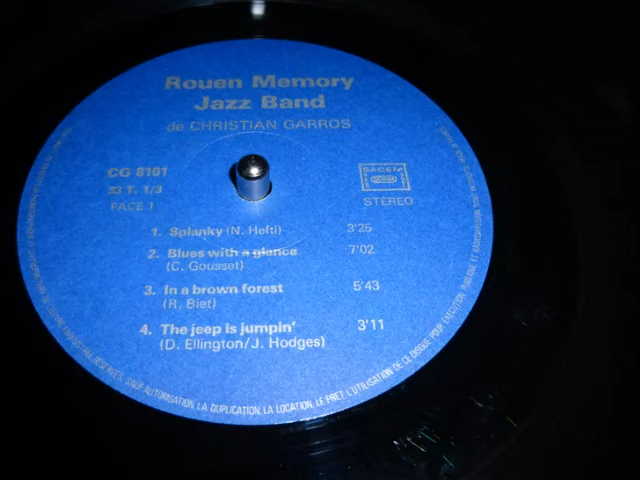 Rouen Memory
Jazz Band
de CHRISTIAN GARROS
CG 8101
33 T. 1/3
FACE 1
SACEM
STEREO
1. Splanky (N. Hefti) 3'25
2. Blues with a glance 7'02
(C. Gousset)
3. In a brown forest 5'43
(R. Biet)
4. The jeep is jumpin' 3'11
(D. Ellington/J. Hodges)
SAUF AUTORISATION, LA DUPLICATION, LA LOCATION, LE PRET, L'UTILISATION DE CE DISQUE POUR EXECUTION PUBLIQUE ET